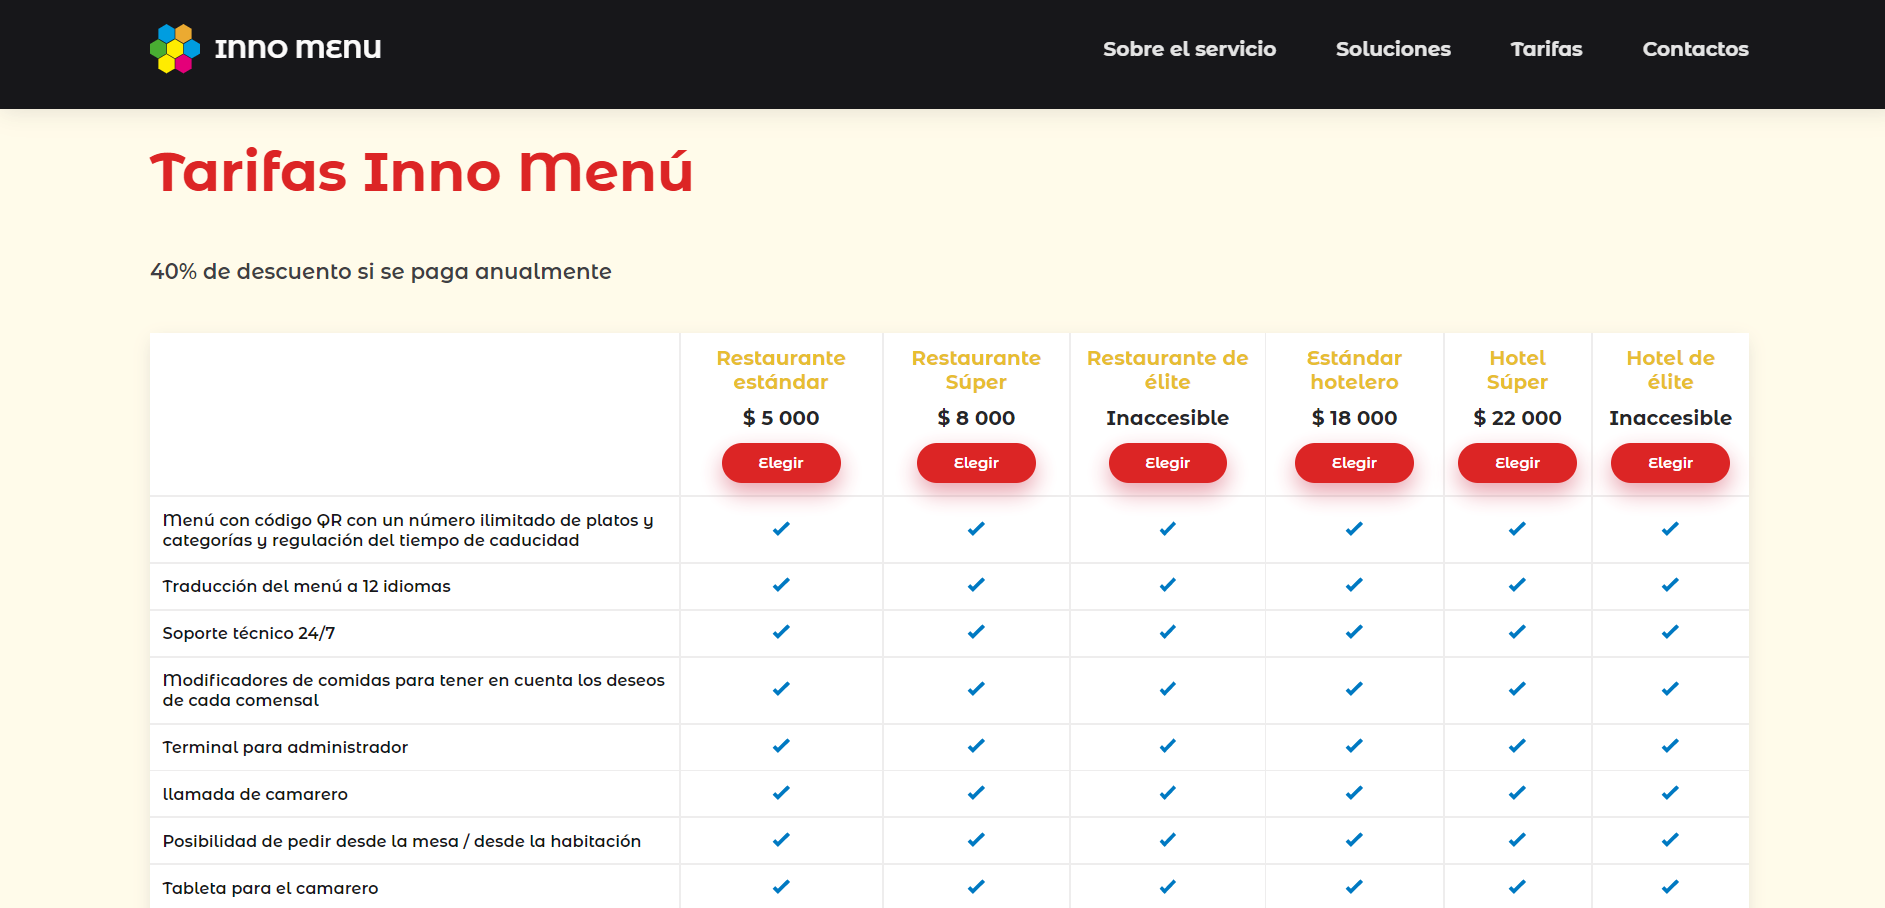 Inno menu
Sobre el servicio Soluciones Tarifas Contactos
Tarifas Inno Menú
40% de descuento si se paga anualmente
Restaurante estándar
$ 5 000
Elegir
Restaurante Súper
$ 8 000
Elegir
Restaurante de élite
Inaccesible
Elegir
Estándar hotelero
$ 18 000
Elegir
Hotel Súper
$ 22 000
Elegir
Hotel de élite
Inaccesible
Elegir
Menú con código QR con un número ilimitado de platos y
categorías y regulación del tiempo de caducidad
Traducción del menú a 12 idiomas
Soporte técnico 24/7
Modificadores de comidas para tener en cuenta los deseos
de cada comensal
Terminal para administrador
llamada de camarero
Posibilidad de pedir desde la mesa / desde la habitación
Tableta para el camarero